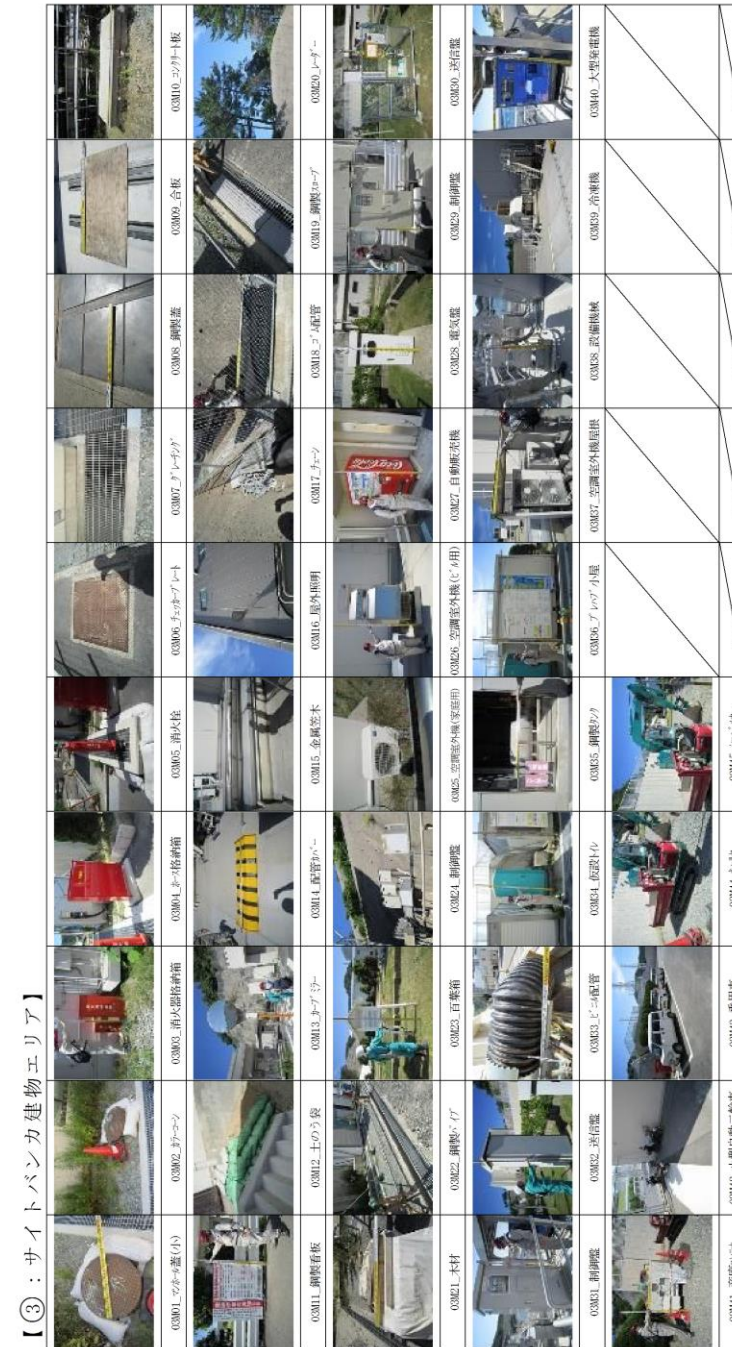 【③：サイトバンカ建物エリア】
03M01_マンホール蓋(小)
03M02_カラーコーン
03M03_消火器格納箱
03M04_ホース格納箱
03M05_消火栓
03M06_チェッカープレート
03M07_グレーチング
03M08_鋼製蓋
03M09_合板
03M10_コンクリート板
03M11_鋼製看板
03M12_土のう袋
03M13_カーブミラー
03M14_配管カバー
03M15_金属笠木
03M16_屋外照明
03M17_チェーン
03M18_ゴム配管
03M19_鋼製スロープ
03M20_レーダー
03M21_木材
03M22_鋼製パイプ
03M23_百葉箱
03M24_制御盤
03M25_空調室外機(家庭用)
03M26_空調室外機(ビル用)
Coca-Cola
03M27_自動販売機
03M28_電気盤
03M29_制御盤
03M30_送信盤
03M31_制御盤
03M32_送信盤
03M33_ビニル配管
03M34_仮設トイレ
03M35_鋼製タンク
03M36_プレハブ小屋
03M37_空調室外機屋根
03M38_設備機械
03M39_冷凍機
03M40_大型発電機